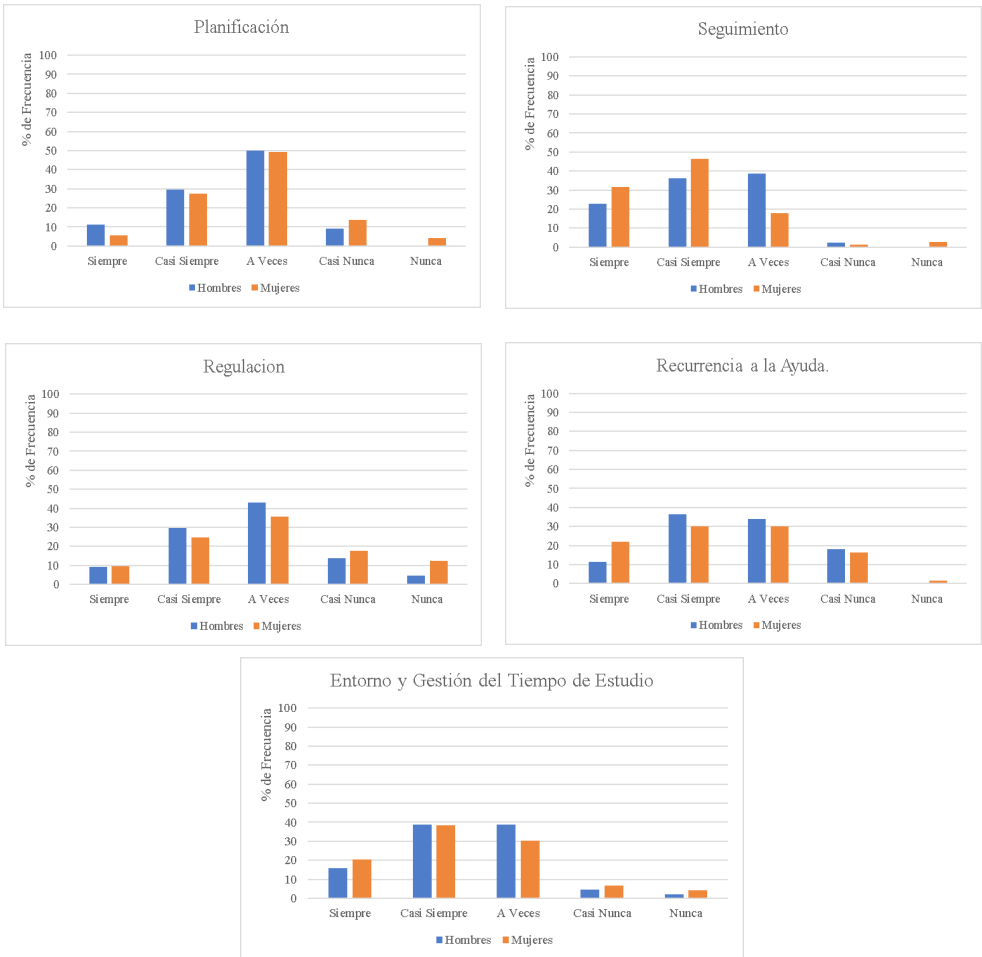 Planificación
% de Frecuencia
100
90
80
70
60
50
40
30
20
10
0
Siempre Casi Siempre A Veces Casi Nunca Nunca
Hombres Mujeres
Seguimiento
% de Frecuencia
100
90
80
70
60
50
40
30
20
10
0
Siempre Casi Siempre A Veces Casi Nunca Nunca
Hombres Mujeres
Regulacion
% de Frecuencia
100
90
80
70
60
50
40
30
20
10
0
Siempre Casi Siempre A Veces Casi Nunca Nunca
Hombres Mujeres
Recurrencia a la Ayuda.
% de Frecuencia
100
90
80
70
60
50
40
30
20
10
0
Siempre Casi Siempre A Veces Casi Nunca Nunca
Hombres Mujeres
Entorno y Gestión del Tiempo de Estudio
% de Frecuencia
100
90
80
70
60
50
40
30
20
10
0
Siempre Casi Siempre A Veces Casi Nunca Nunca
Hombres Mujeres